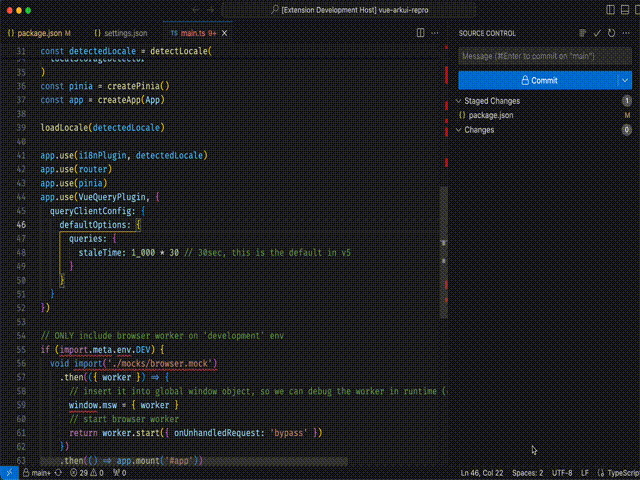 [Extension Development Host] vue-arkui-repro
{} package.json M
{} settings.json
TS main.ts 9+ ×
31 const detectedLocale = detectLocale(
34 localStorageDetector
35 )
36 const pinia = createPinia()
37 const app = createApp(App)
38
39 loadLocale(detectedLocale)
40
41 app.use(i18nPlugin, detectedLocale)
42 app.use(router)
43 app.use(pinia)
44 app.use(VueQueryPlugin, {
45 queryClientConfig: {
46 defaultOptions: {
47 queries: {
48 staleTime: 1_000 * 30 // 30sec, this is the default in v5
49 }
50 }
51 }
52 })
53
54 // ONLY include browser worker on 'development' env
55 if (import.meta.env.DEV) {
56 void import('./mocks/browser.mock')
57 .then(({ worker }) => {
58 // insert it into global window object, so we can debug the worker in runtime (
59 window.msw = { worker }
60 // start browser worker
61 return worker.start({ onUnhandledRequest: 'bypass' })
62 })
63 .then(() => app.mount('#app'))
SOURCE CONTROL
Message (⌘Enter to commit on "main")
Commit
Staged Changes 1
{} package.json M
Changes 0
main+ 29 0 0
Ln 46, Col 22 Spaces: 2 UTF-8 LF {} TypeScrip